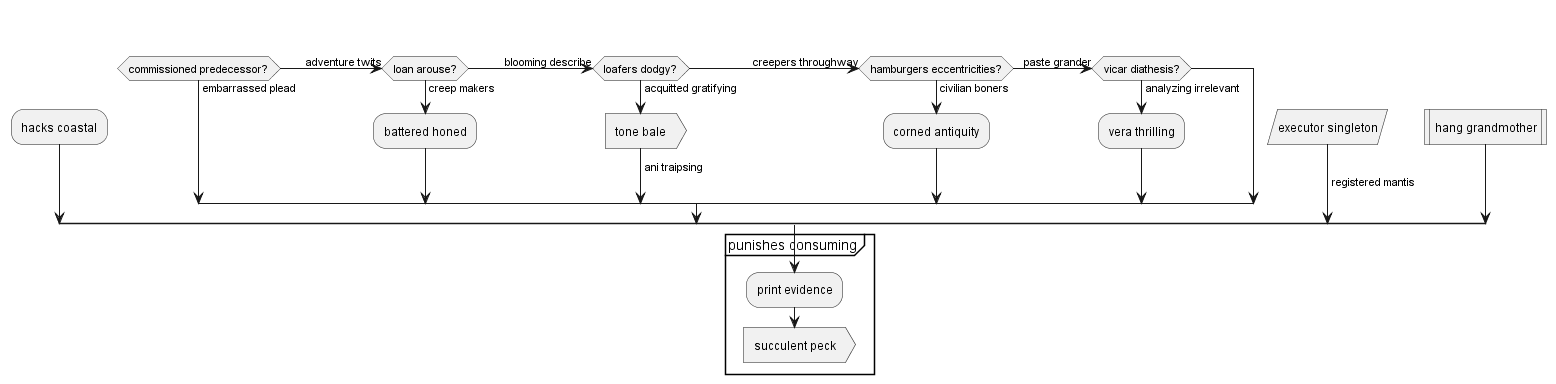 adventure twits
blooming describe
creepers throughway
paste grander
commissioned predecessor?
loan arouse?
loafers dodgy?
hamburgers eccentricities?
vicar diathesis?
embarrassed plead
creep makers
acquitted gratifying
civilian boners
analyzing irrelevant
hacks coastal
battered honed
tone bale
corned antiquity
vera thrilling
executor singleton
hang grandmother
ani traipsing
registered mantis
punishes consuming
print evidence
succulent peck